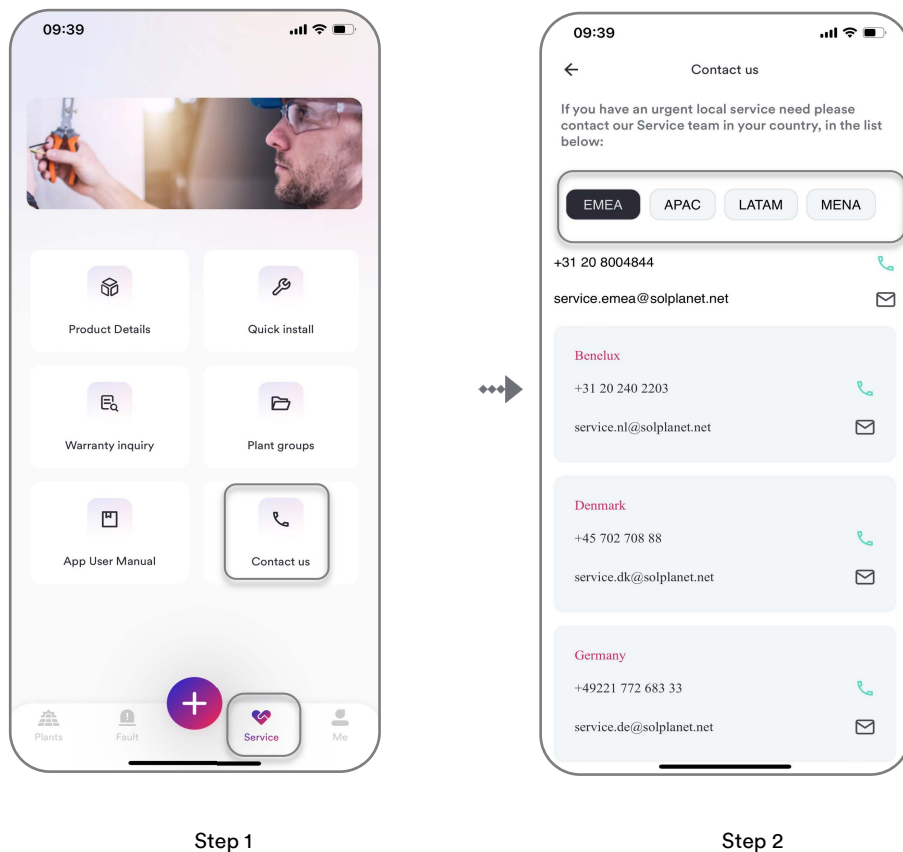 09:39
Product Details
Quick install
Warranty inquiry
Plant groups
App User Manual
Contact us
Plants
Fault
Service
Me
Step 1
09:39
Contact us
If you have an urgent local service need please
contact our Service team in your country, in the list
below:
EMEA
APAC
LATAM
MENA
+31 20 8004844
service.emea@solplanet.net
Benelux
+31 20 240 2203
service.nl@solplanet.net
Denmark
+45 702 708 88
service.dk@solplanet.net
Germany
+49221 772 683 33
service.de@solplanet.net
Step 2